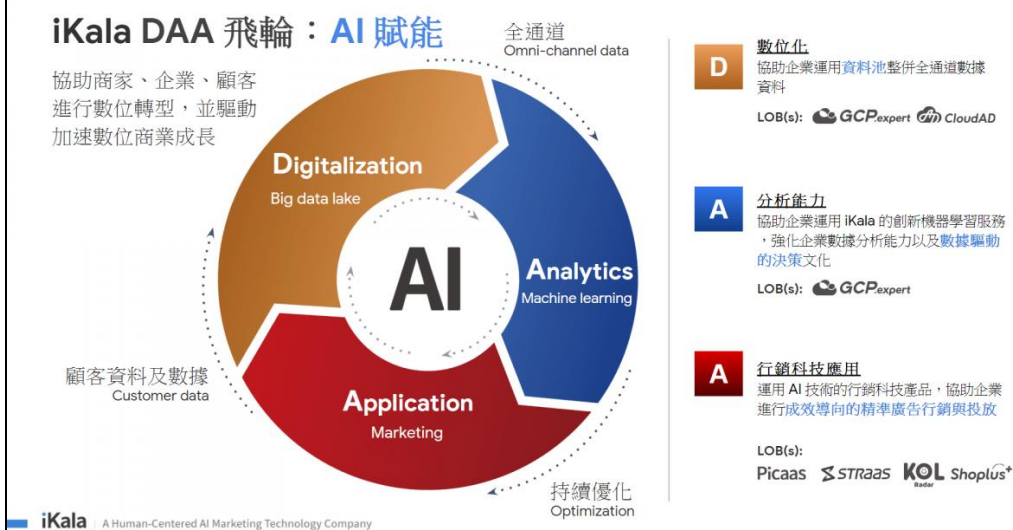 iKala DAA 飛輪：AI 賦能
協助商家、企業、顧客
進行數位轉型，並驅動
加速數位商業成長
全通道
Omni-channel data
Digitalization
Big data lake
AI
Analytics
Machine learning
Application
Marketing
顧客資料及數據
Customer data
持續優化
Optimization
D
數位化
協助企業運用資料池整併全通道數據
資料
LOB(s): GCP.expert CloudAD
A
分析能力
協助企業運用 iKala 的創新機器學習服務
，強化企業數據分析能力以及數據驅動
的決策文化
LOB(s): GCP.expert
A
行銷科技應用
運用 AI 技術的行銷科技產品，協助企業
進行成效導向的精準廣告行銷與投放
LOB(s):
Picaas STRAAS KOL Radar Shoplus+
iKala | A Human-Centered AI Marketing Technology Company